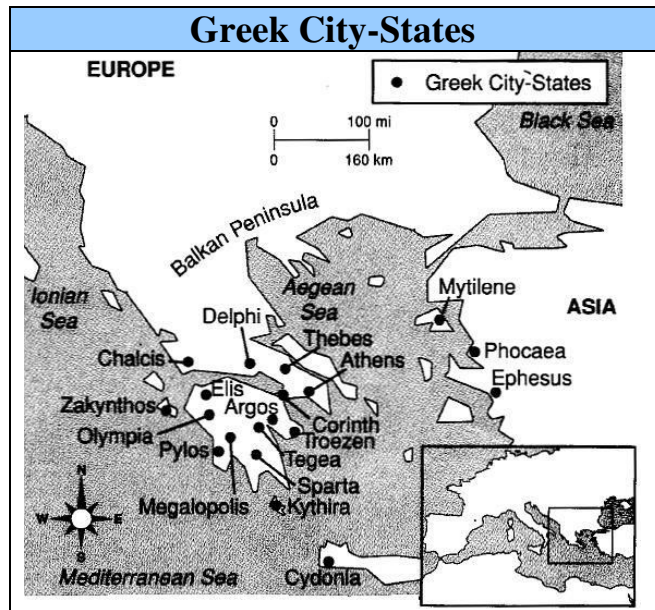 Greek City-States
EUROPE
Greek City-States
Black Sea
0 100 mi
0 160 km
Balkan Peninsula
Ionian
Sea
Aegean
Sea
Mytilene
ASIA
Delphi
Thebes
Chalcis
Athens
Phocaea
Ephesus
Elis
Zakynthos
Argos
Corinth
Olympia
Troezen
Pylos
Tegea
Sparta
Megalopolis
Kythira
N
W E
S
Mediterranean Sea
Cydonia